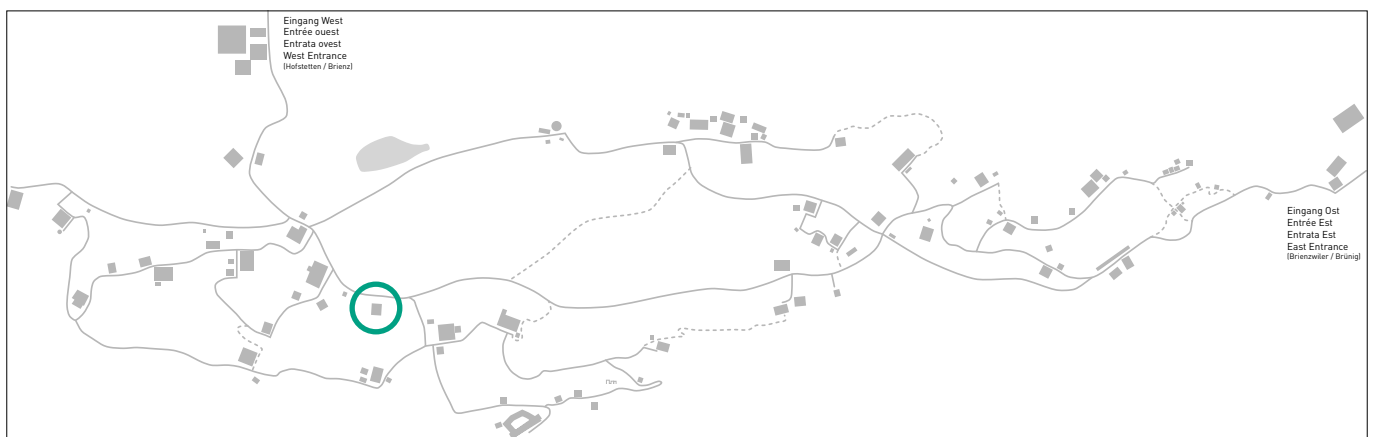 Eingang West
Entrée ouest
Entrata ovest
West Entrance
(Hofstetten / Brienz)
Eingang Ost
Entrée Est
Entrata Est
East Entrance
(Brienzwiler / Brünig)